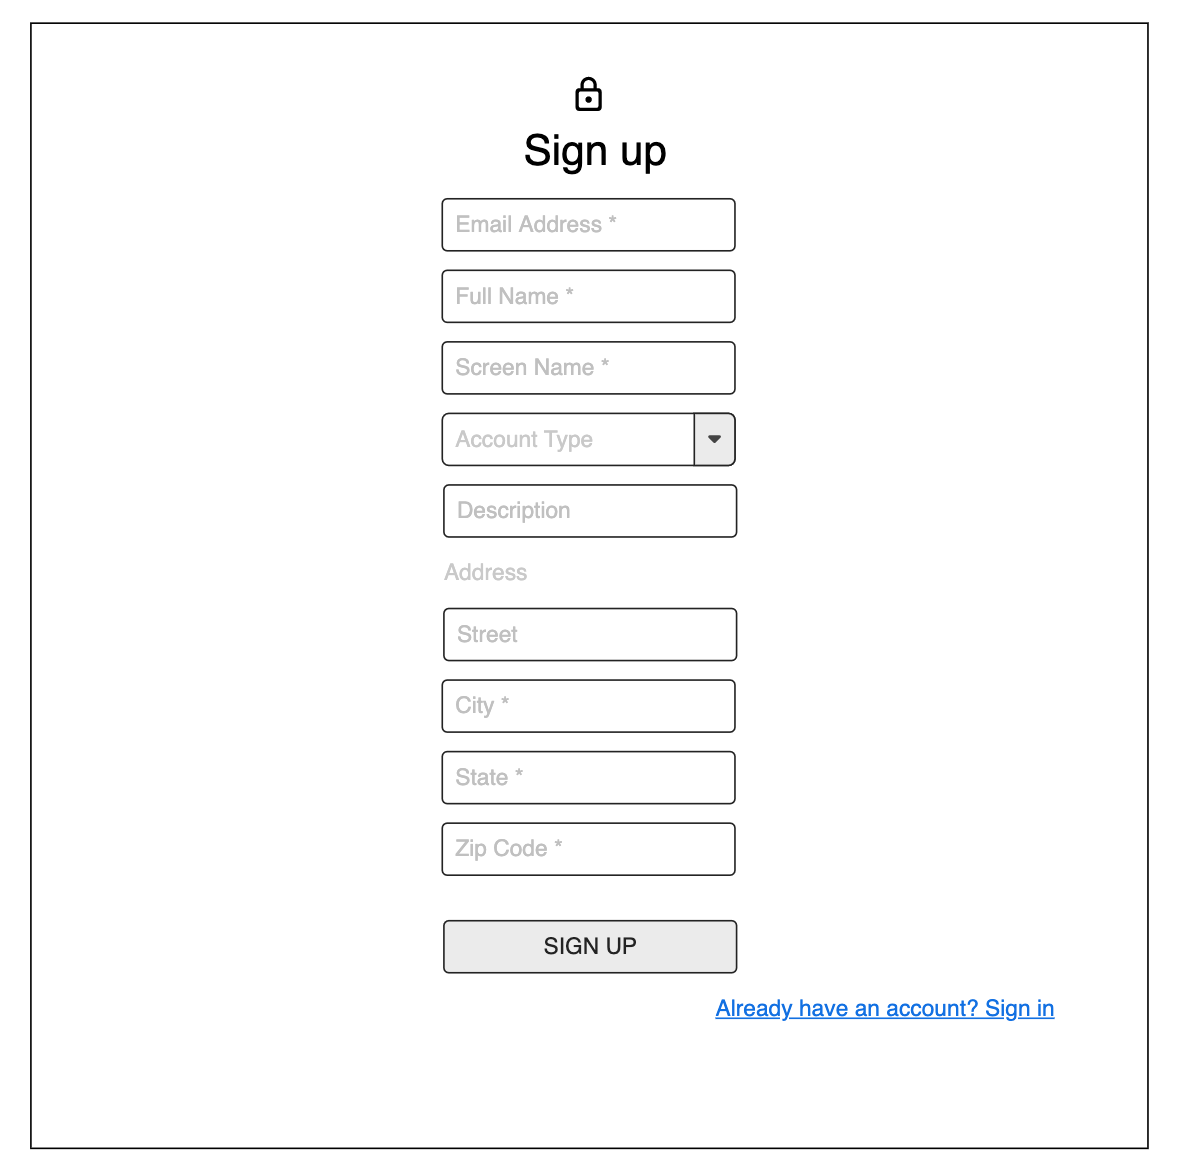 Sign up
Email Address *
Full Name *
Screen Name *
Account Type
Description
Address
Street
City *
State *
Zip Code *
SIGN UP
Already have an account? Sign in